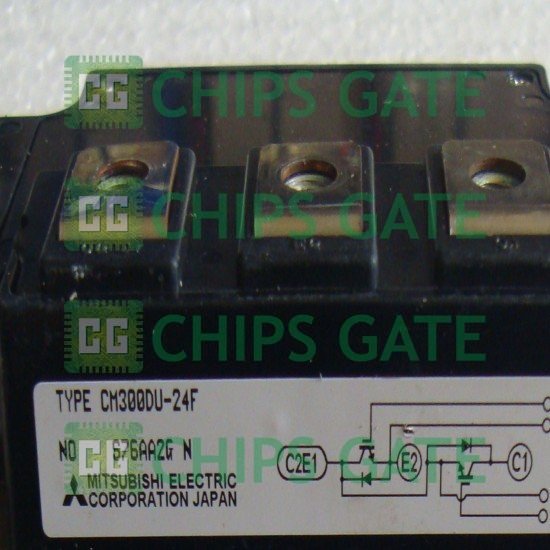 CG CHIPS GATE
CG CHIPS GATE
CG CHIPS GATE
TYPE CM300DU-24F
NO 676AA2G N
C2E1 E2 C1
MITSUBISHI ELECTRIC
CORPORATION JAPAN
CG CHIPS GATE